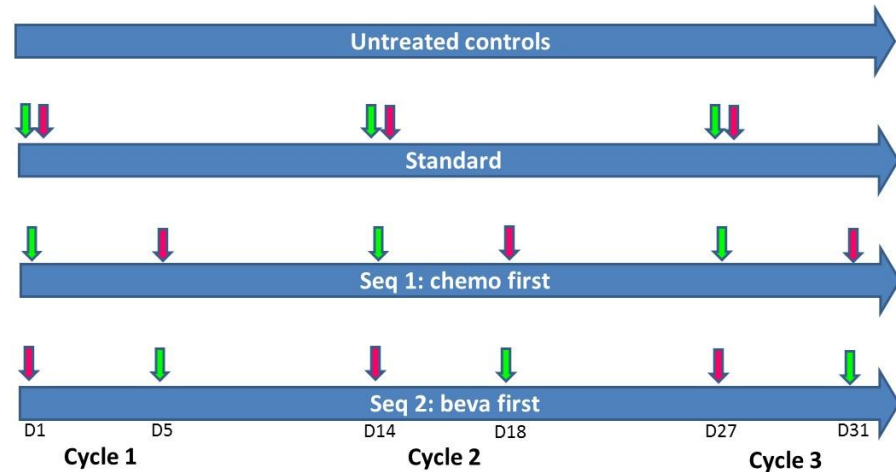 Untreated controls
Standard
Seq 1: chemo first
Seq 2: beva first
D1 D5 D14 D18 D27 D31
Cycle 1 Cycle 2 Cycle 3